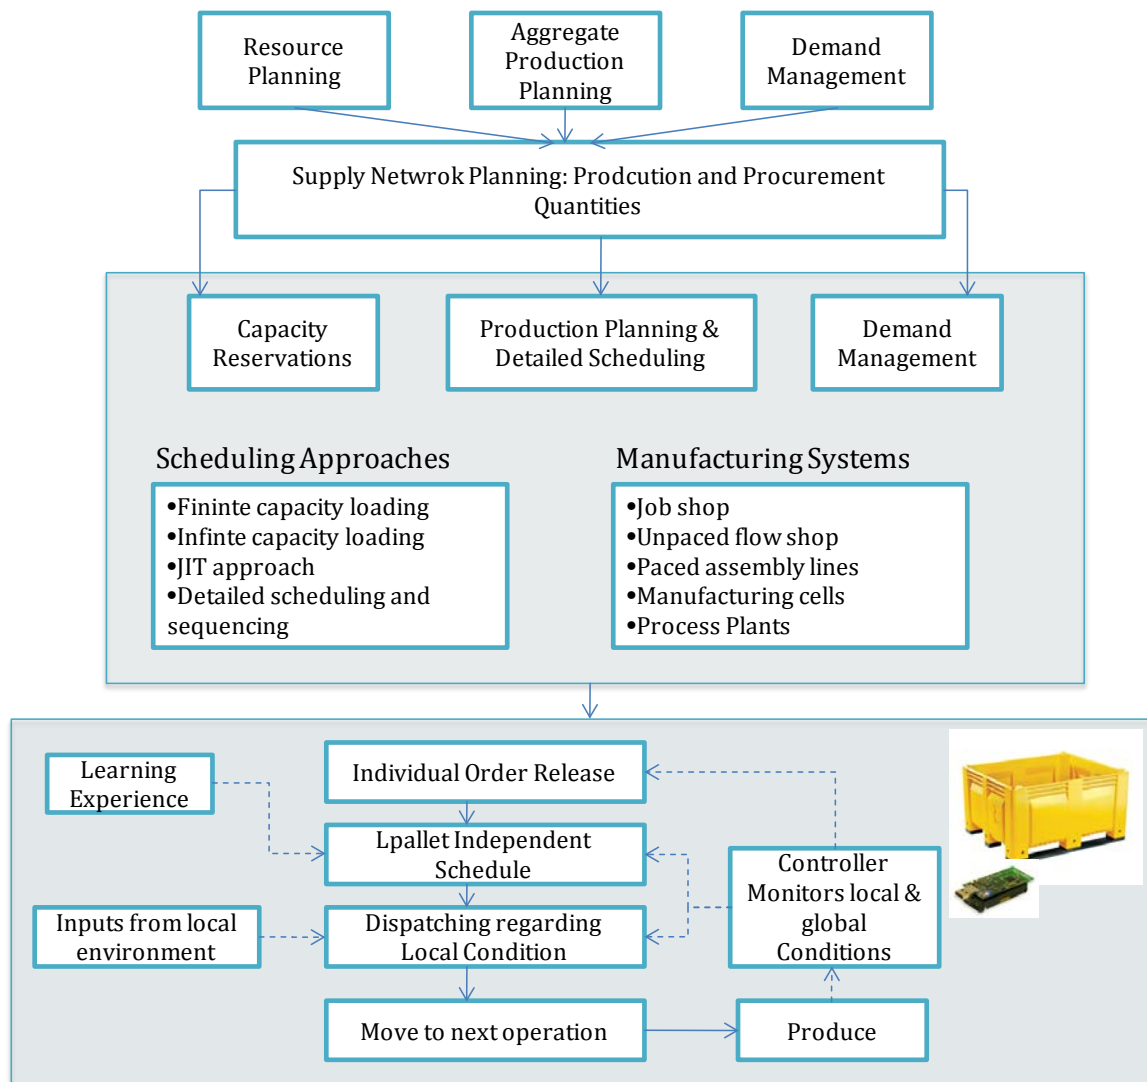 Resource
Planning
Aggregate
Production
Planning
Demand
Management
Supply Netwrok Planning: Prodcution and Procurement
Quantities
Capacity
Reservations
Production Planning &
Detailed Scheduling
Demand
Management
Scheduling Approaches
•Fininte capacity loading
•Infinte capacity loading
•JIT approach
•Detailed scheduling and
sequencing
Manufacturing Systems
•Job shop
•Unpaced flow shop
•Paced assembly lines
•Manufacturing cells
•Process Plants
Learning
Experience
Individual Order Release
Lpallet Independent
Schedule
Inputs from local
environment
Dispatching regarding
Local Condition
Controller
Monitors local &
global
Conditions
Move to next operation
Produce